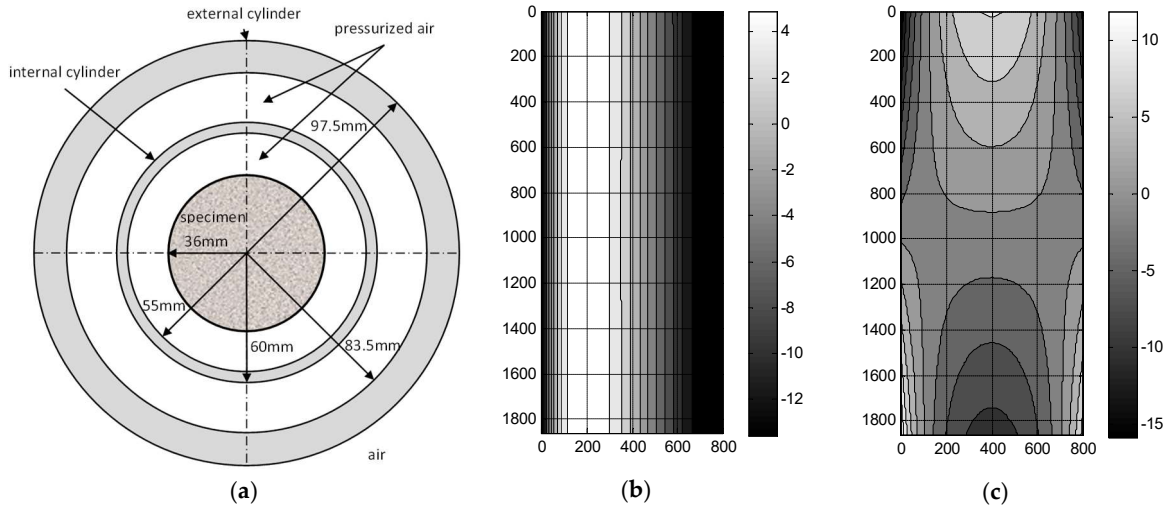 external cylinder
pressurized air
internal cylinder
97.5mm
specimen
36mm
55mm
60mm
83.5mm
air
(a)
0
200
400
600
800
1000
1200
1400
1600
1800
0 200 400 600 800
4
2
0
-2
-4
-6
-8
-10
-12
(b)
0
200
400
600
800
1000
1200
1400
1600
1800
0 200 400 600 800
10
5
0
-5
-10
-15
(c)